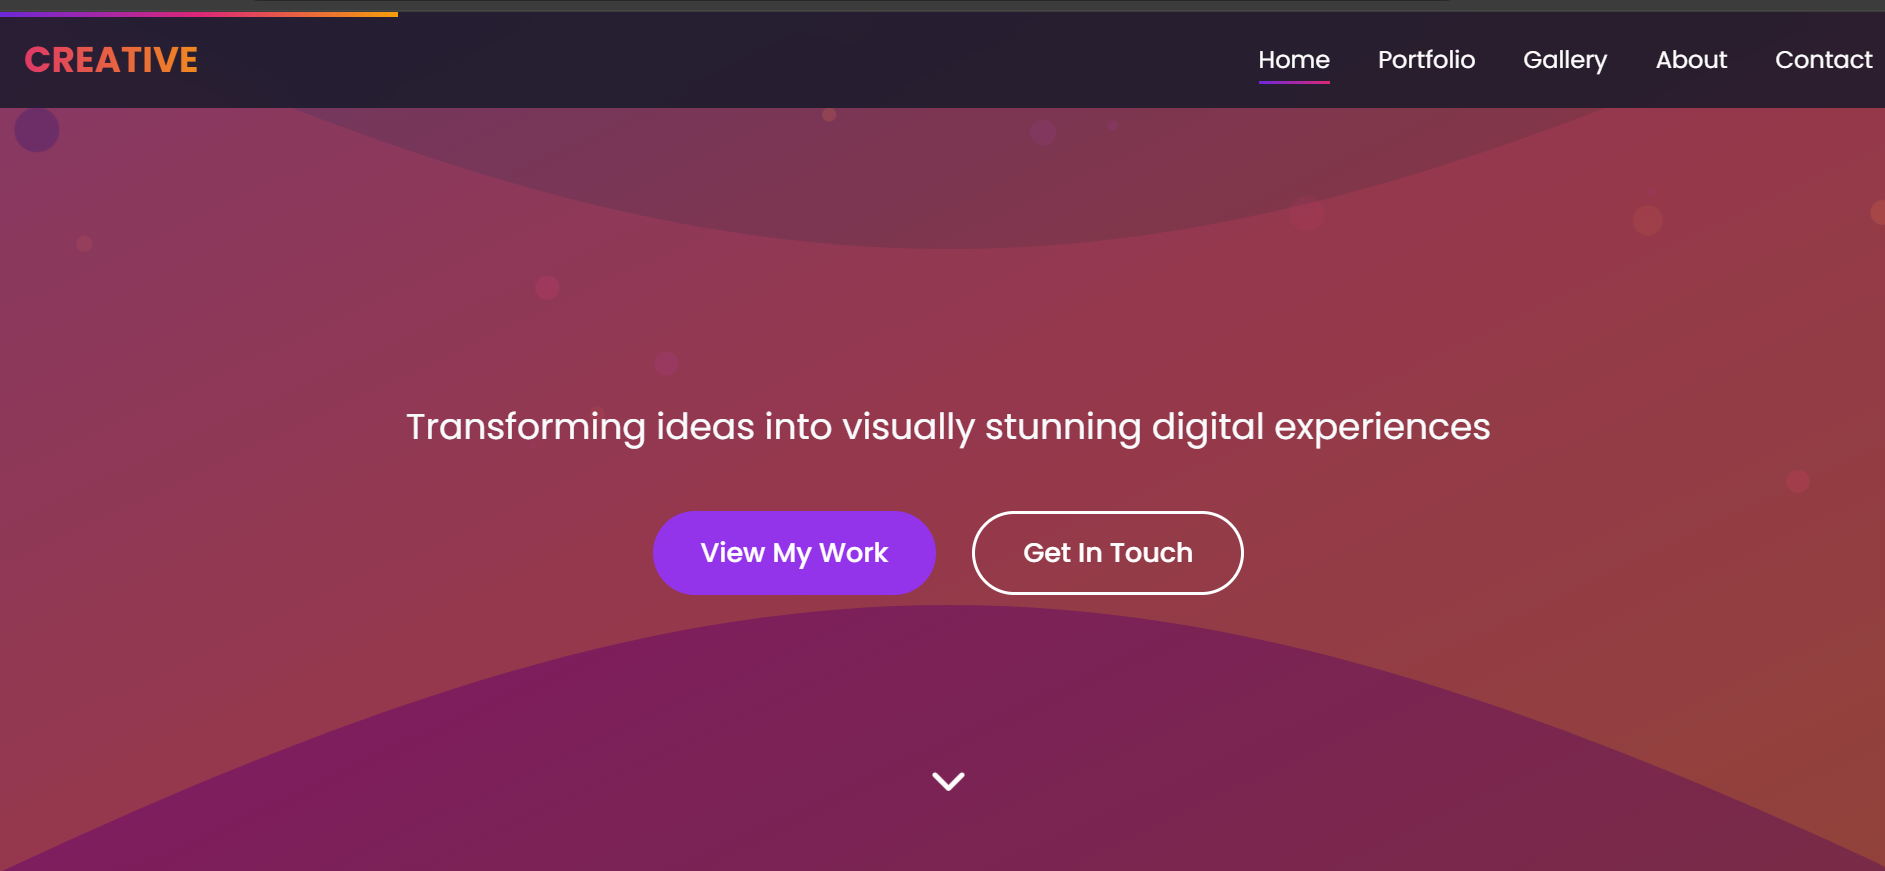 CREATIVE
Home Portfolio Gallery About Contact
Transforming ideas into visually stunning digital experiences
View My Work Get In Touch